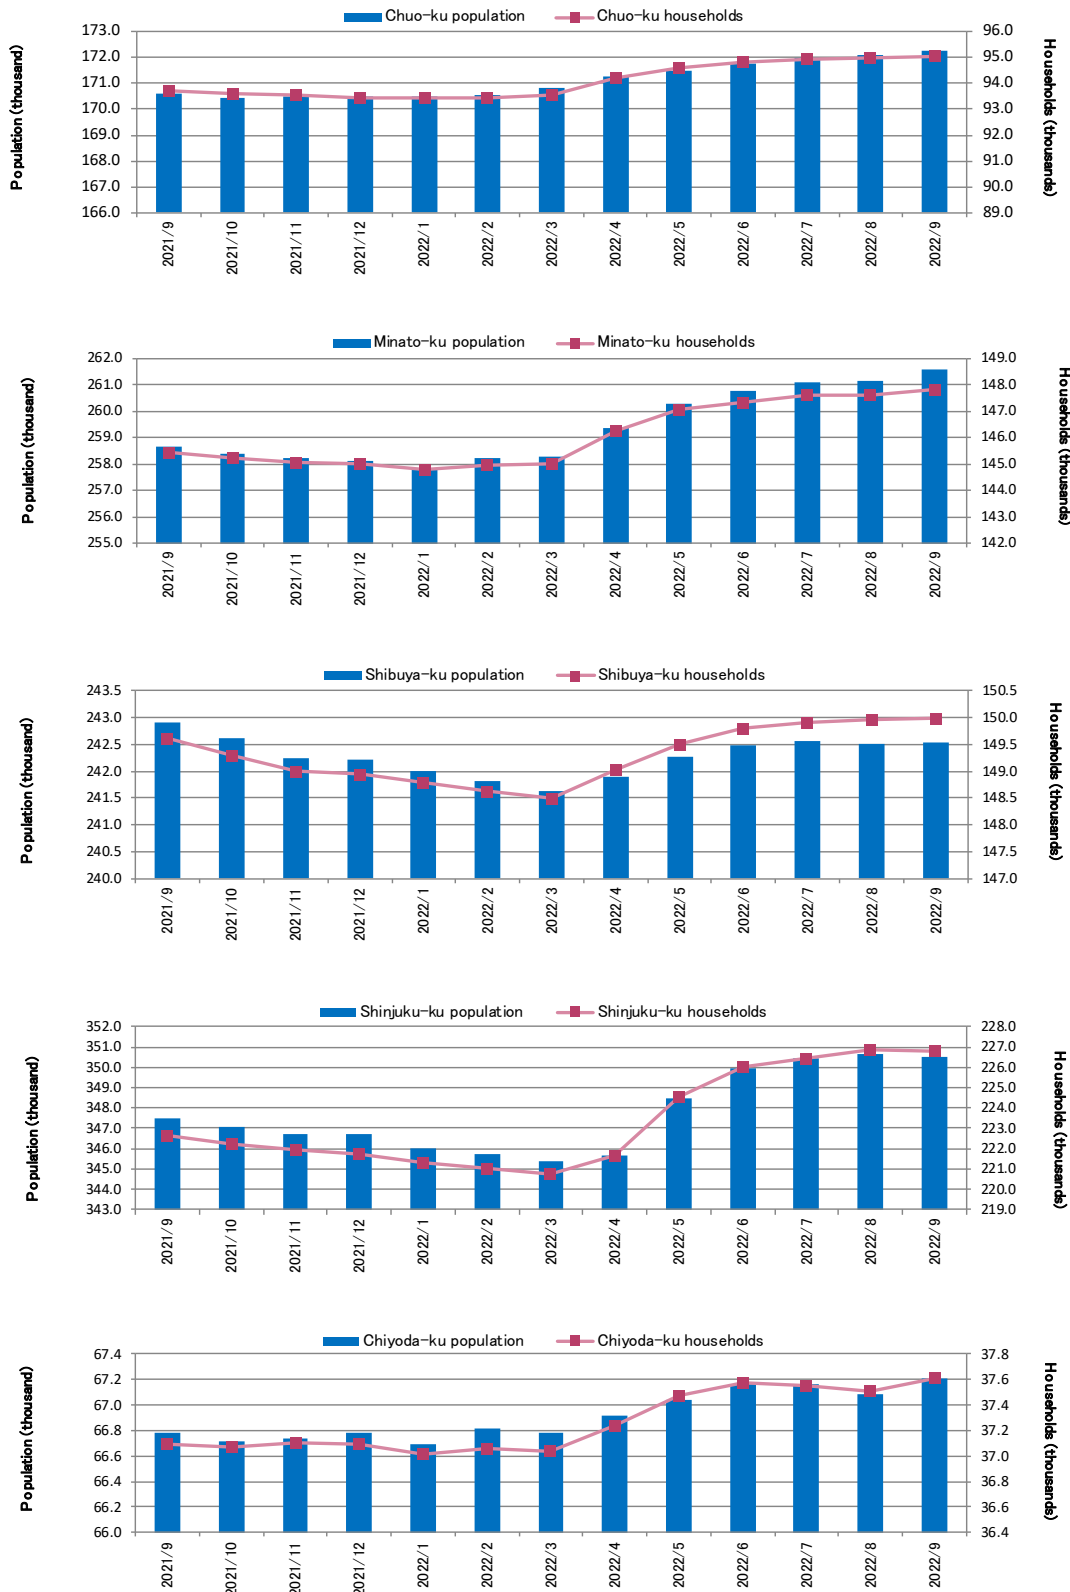 Chuo-ku population Chuo-ku households
Population (thousand)
Households (thousands)
173.0 96.0
172.0 95.0
171.0 94.0
170.0 93.0
169.0 92.0
168.0 91.0
167.0 90.0
166.0 89.0
2021/9 2021/10 2021/11 2021/12 2022/1 2022/2 2022/3 2022/4 2022/5 2022/6 2022/7 2022/8 2022/9
Minato-ku population Minato-ku households
Population (thousand)
Households (thousands)
262.0 149.0
261.0 148.0
260.0 147.0
259.0 146.0
258.0 145.0
257.0 144.0
256.0 143.0
255.0 142.0
2021/9 2021/10 2021/11 2021/12 2022/1 2022/2 2022/3 2022/4 2022/5 2022/6 2022/7 2022/8 2022/9
Shibuya-ku population Shibuya-ku households
Population (thousand)
Households (thousands)
243.5 150.5
243.0 150.0
242.5 149.5
242.0 149.0
241.5 148.5
241.0 148.0
240.5 147.5
240.0 147.0
2021/9 2021/10 2021/11 2021/12 2022/1 2022/2 2022/3 2022/4 2022/5 2022/6 2022/7 2022/8 2022/9
Shinjuku-ku population Shinjuku-ku households
Population (thousand)
Households (thousands)
352.0 228.0
351.0 227.0
350.0 226.0
349.0 225.0
348.0 224.0
347.0 223.0
346.0 222.0
345.0 221.0
344.0 220.0
343.0 219.0
2021/9 2021/10 2021/11 2021/12 2022/1 2022/2 2022/3 2022/4 2022/5 2022/6 2022/7 2022/8 2022/9
Chiyoda-ku population Chiyoda-ku households
Population (thousand)
Households (thousands)
67.4 37.8
67.2 37.6
67.0 37.4
66.8 37.2
66.6 37.0
66.4 36.8
66.2 36.6
66.0 36.4
2021/9 2021/10 2021/11 2021/12 2022/1 2022/2 2022/3 2022/4 2022/5 2022/6 2022/7 2022/8 2022/9